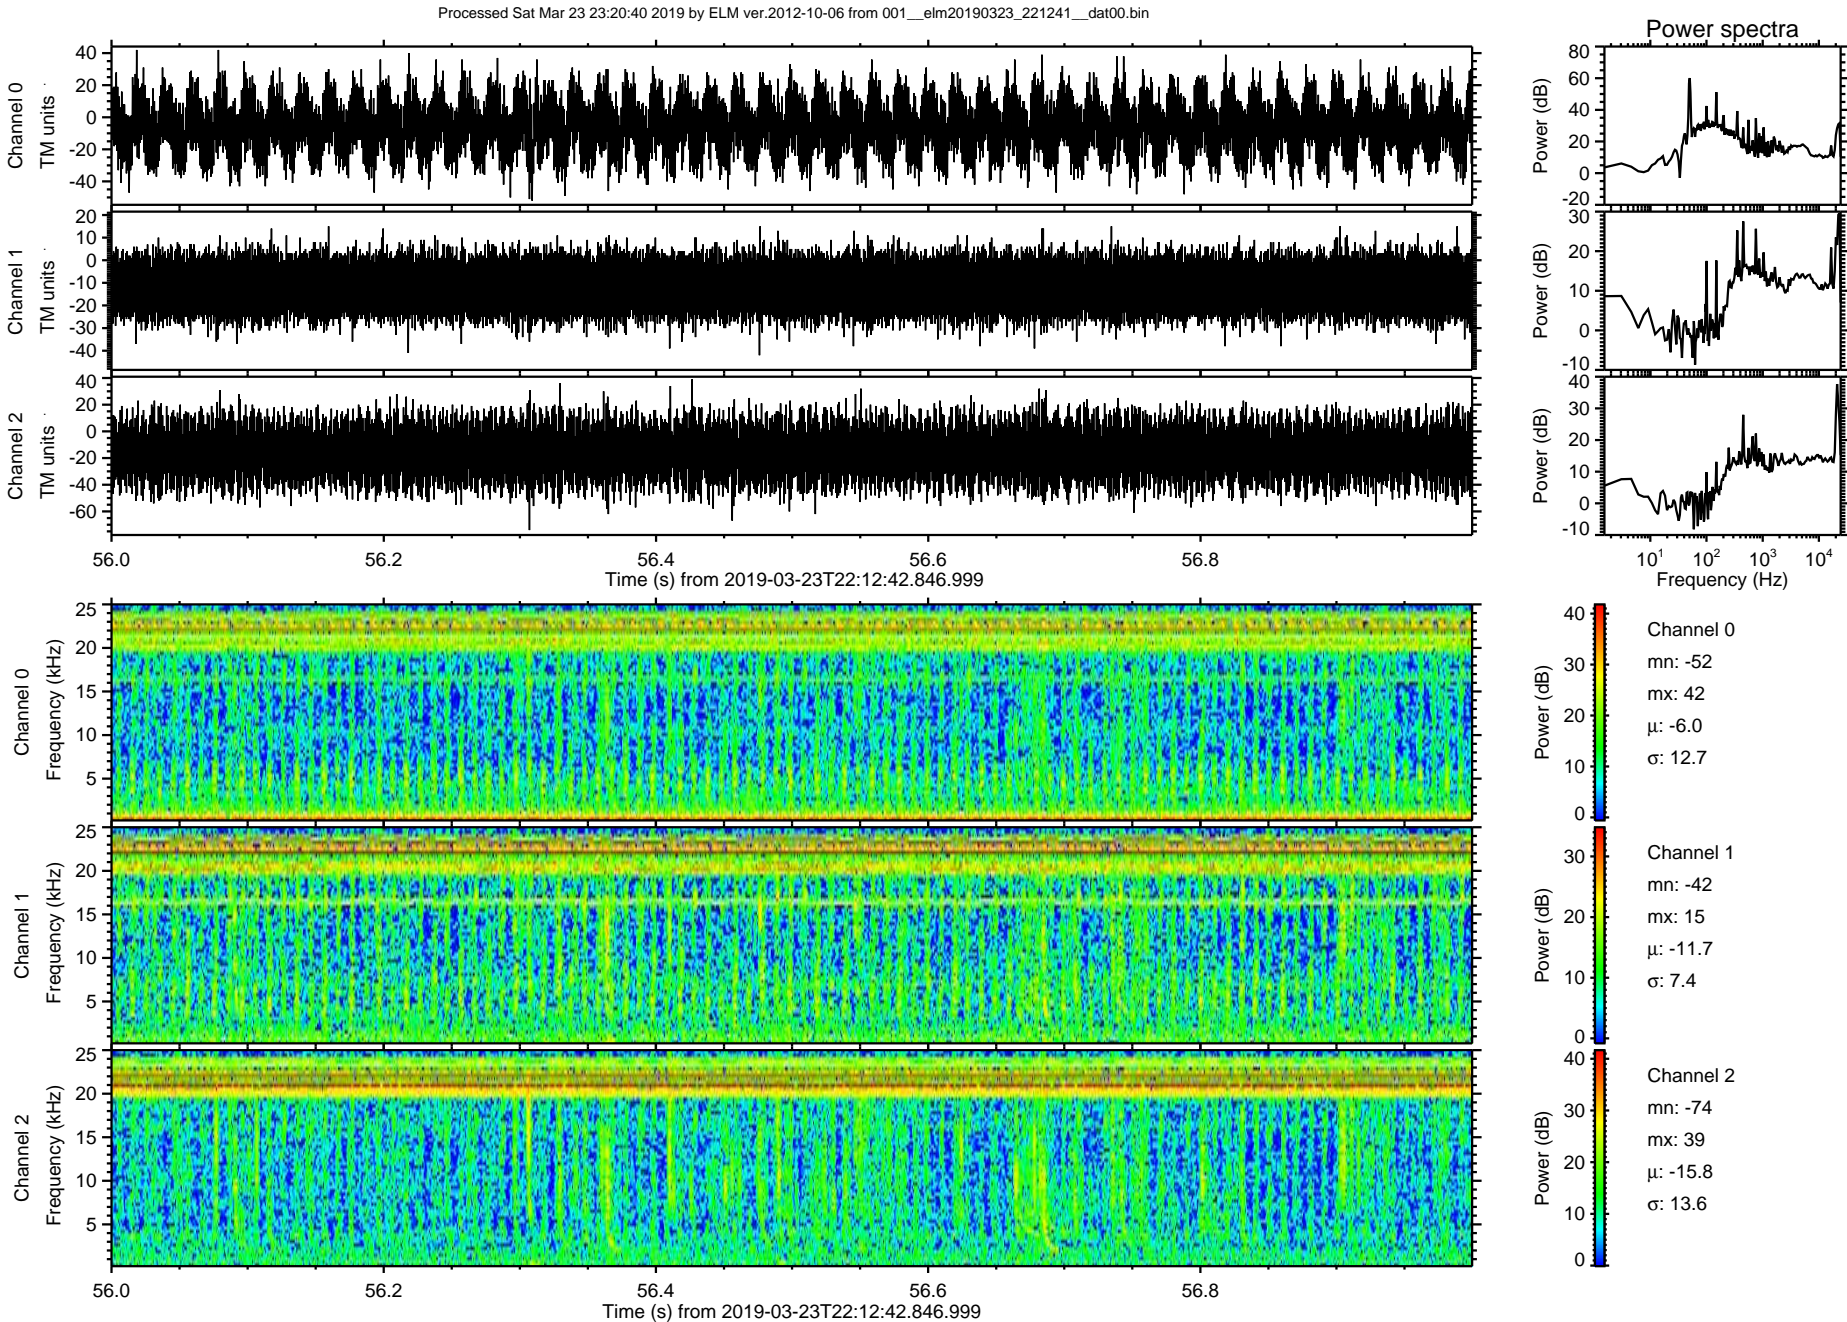 Processed Sat Mar 23 23:20:40 2019 by ELM ver.2012-10-06 from 001__elm20190323_221241__dat00.bin
Power spectra
Channel 0
TM units
40
20
0
-20
-40
Power (dB)
80
60
40
20
0
-20
Channel 1
TM units
20
10
0
-10
-20
-30
-40
Power (dB)
30
20
10
0
-10
Channel 2
TM units
40
20
0
-20
-40
-60
Power (dB)
40
30
20
10
0
-10
56.0 56.2 56.4 56.6 56.8
Time (s) from 2019-03-23T22:12:42.846.999
10¹ 10² 10³ 10⁴
Frequency (Hz)
Channel 0
Frequency (kHz)
25
20
15
10
5
Power (dB)
40
30
20
10
0
Channel 0
mn: -52
mx: 42
μ: -6.0
σ: 12.7
Channel 1
Frequency (kHz)
25
20
15
10
5
Power (dB)
30
20
10
0
Channel 1
mn: -42
mx: 15
μ: -11.7
σ: 7.4
Channel 2
Frequency (kHz)
25
20
15
10
5
Power (dB)
40
30
20
10
0
Channel 2
mn: -74
mx: 39
μ: -15.8
σ: 13.6
56.0 56.2 56.4 56.6 56.8
Time (s) from 2019-03-23T22:12:42.846.999